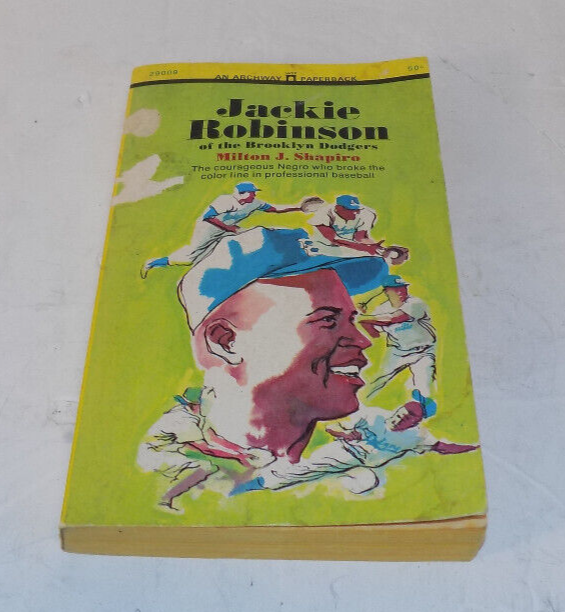 29009 50¢
AN ARCHWAY PAPERBACK
Jackie
Robinson
of the Brooklyn Dodgers
Milton J. Shapiro
The courageous Negro who broke the
color line in professional baseball